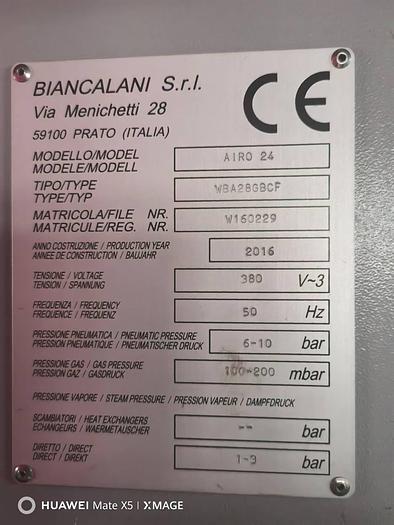 BIANCALANI S.r.l.
Via Menichetti 28
59100 PRATO (ITALIA)
CE
MODELLO/MODEL
MODELE/MODELL
AIRO 24
TIPO/TYPE
TYPE/TYP
WBA28GBCF
MATRICOLA/FILE NR.
MATRICULE/REG. NR.
W160229
ANNO COSTRUZIONE / PRODUCTION YEAR
ANNEE DE CONSTRUCTION / BAUJAHR
2016
TENSIONE / VOLTAGE
TENSION / SPANNUNG
380 V~3
FREQUENZA / FREQUENCY
FREQUENCE / FREQUENZ
50 Hz
PRESSIONE PNEUMATICA / PNEUMATIC PRESSURE
PRESSION PNEUMATIQUE / PNEUMATISCHER DRUCK
6-10 bar
PRESSIONE GAS / GAS PRESSURE
PRESSION GAZ / GASDRUCK
100-200 mbar
PRESSIONE VAPORE / STEAM PRESSURE / PRESSION VAPEUR / DAMPFDRUCK
SCAMBIATORI / HEAT EXCHANGERS
ECHANGEURS / WAERMETAUSCHER
-- bar
DIRETTO / DIRECT
DIRECT / DIREKT
1-3 bar
HUAWEI Mate X5 | XMAGE